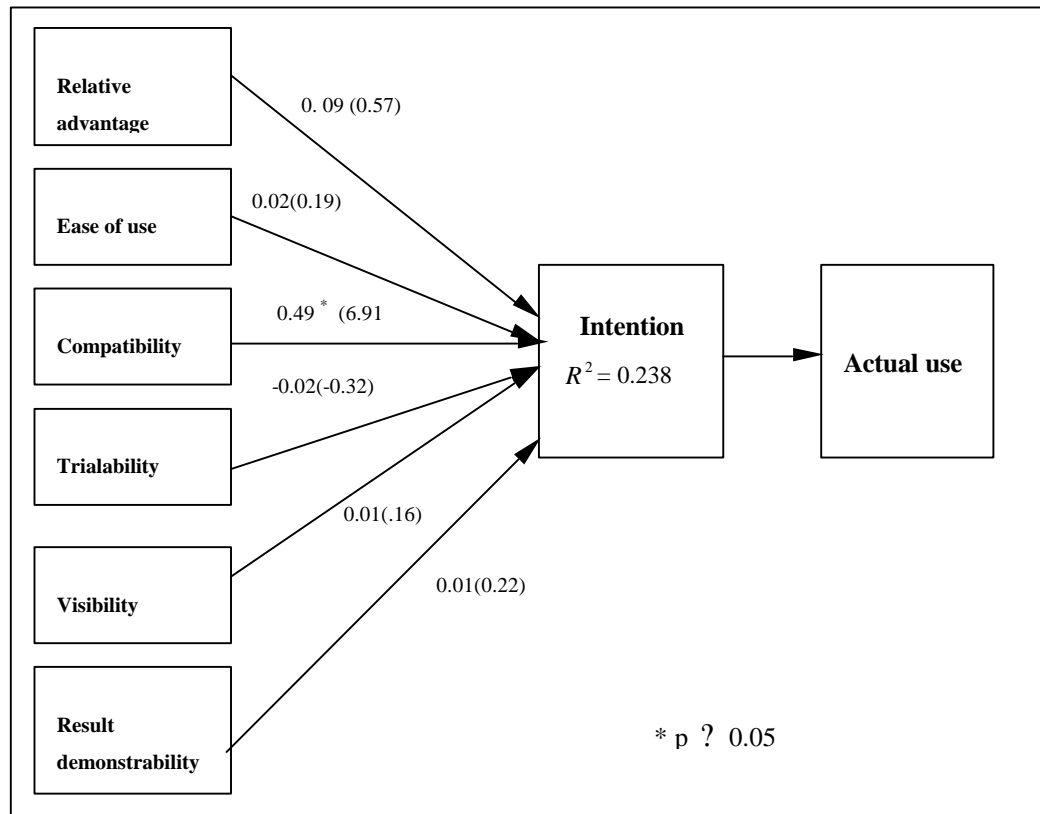 Relative
advantage
0. 09 (0.57)
Ease of use
0.02(0.19)
Compatibility
0.49 * (6.91
Intention
R² = 0.238
Actual use
Trialability
-0.02(-0.32)
Visibility
0.01(.16)
Result
demonstrability
0.01(0.22)
* p ? 0.05